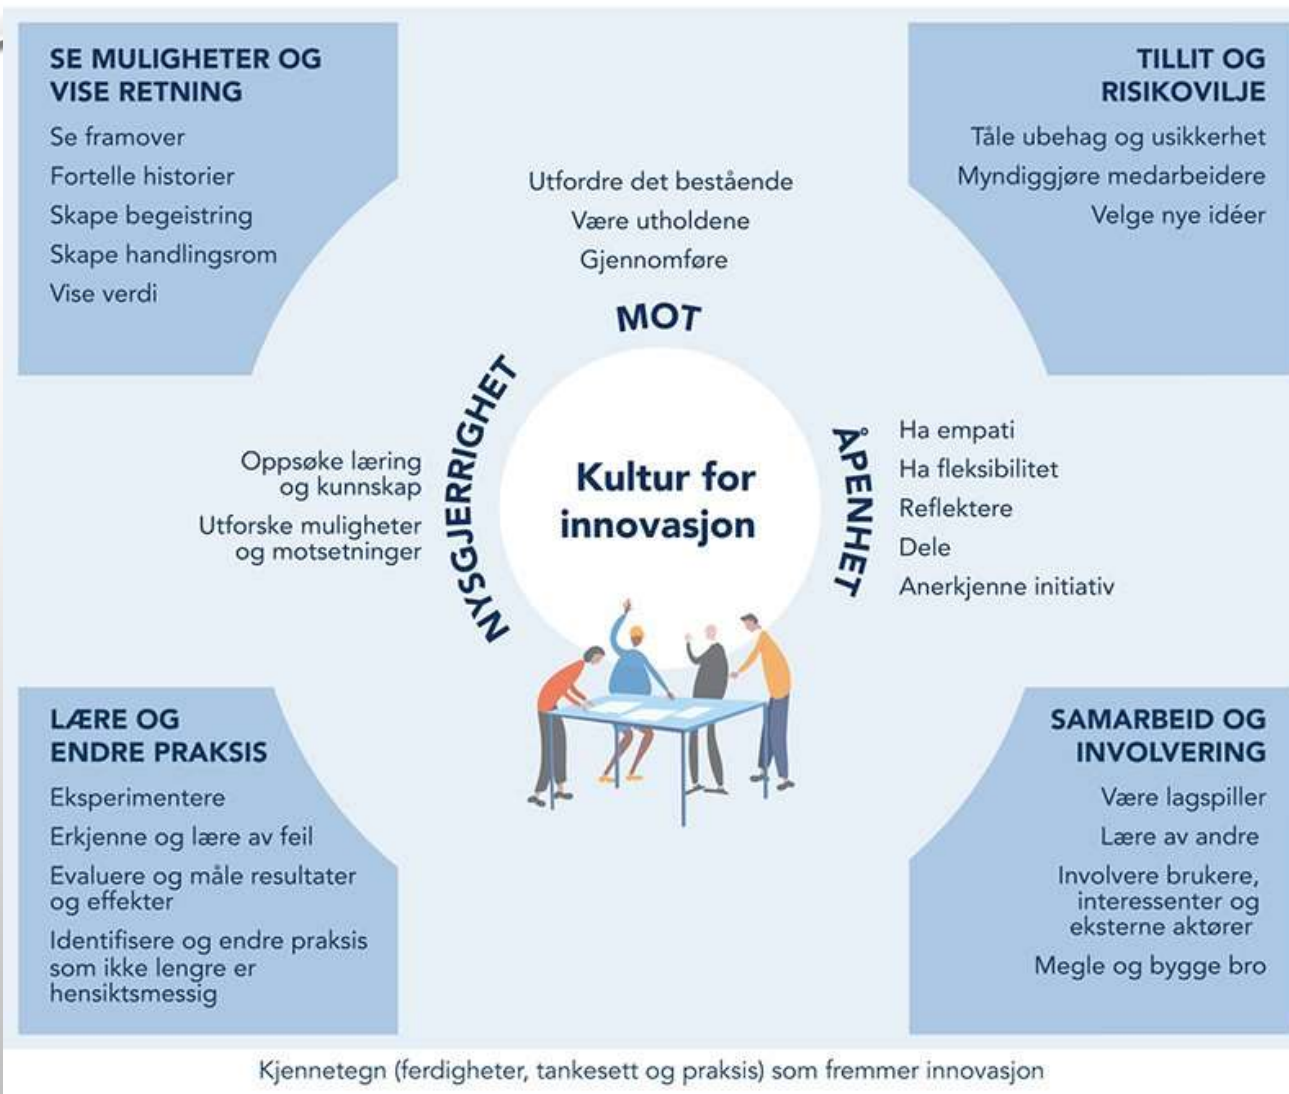 SE MULIGHETER OG
VISE RETNING
Se framover
Fortelle historier
Skape begeistring
Skape handlingsrom
Vise verdi
TILLIT OG
RISIKOVILJE
Tåle ubehag og usikkerhet
Myndiggjøre medarbeidere
Velge nye idéer
Utfordre det bestående
Være utholdene
Gjennomføre
MOT
NYSGJERRIGHET
Oppsøke læring
og kunnskap
Utforske muligheter
og motsetninger
Kultur for
innovasjon
ÅPENHET
Ha empati
Ha fleksibilitet
Reflektere
Dele
Anerkjenne initiativ
LÆRE OG
ENDRE PRAKSIS
Eksperimentere
Erkjenne og lære av feil
Evaluere og måle resultater
og effekter
Identifisere og endre praksis
som ikke lengre er
hensiktsmessig
SAMARBEID OG
INVOLVERING
Være lagspiller
Lære av andre
Involvere brukere,
interessenter og
eksterne aktører
Megle og bygge bro
Kjennetegn (ferdigheter, tankesett og praksis) som fremmer innovasjon